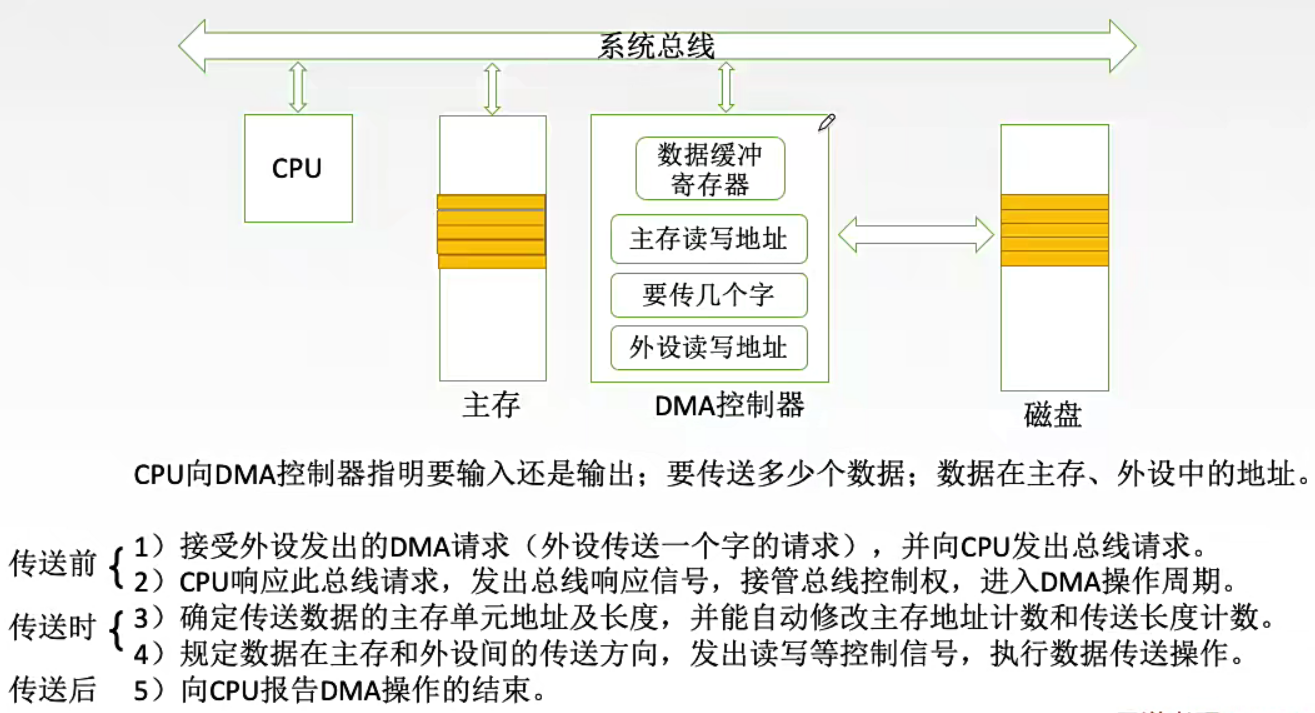 系统总线
CPU
数据缓冲
寄存器
主存读写地址
要传几个字
外设读写地址
主存
DMA控制器
磁盘
CPU向DMA控制器指明要输入还是输出；要传送多少个数据；数据在主存、外设中的地址。
传送前
1）接受外设发出的DMA请求（外设传送一个字的请求），并向CPU发出总线请求。
2）CPU响应此总线请求，发出总线响应信号，接管总线控制权，进入DMA操作周期。
传送时
3）确定传送数据的主存单元地址及长度，并能自动修改主存地址计数和传送长度计数。
4）规定数据在主存和外设间的传送方向，发出读写等控制信号，执行数据传送操作。
传送后
5）向CPU报告DMA操作的结束。